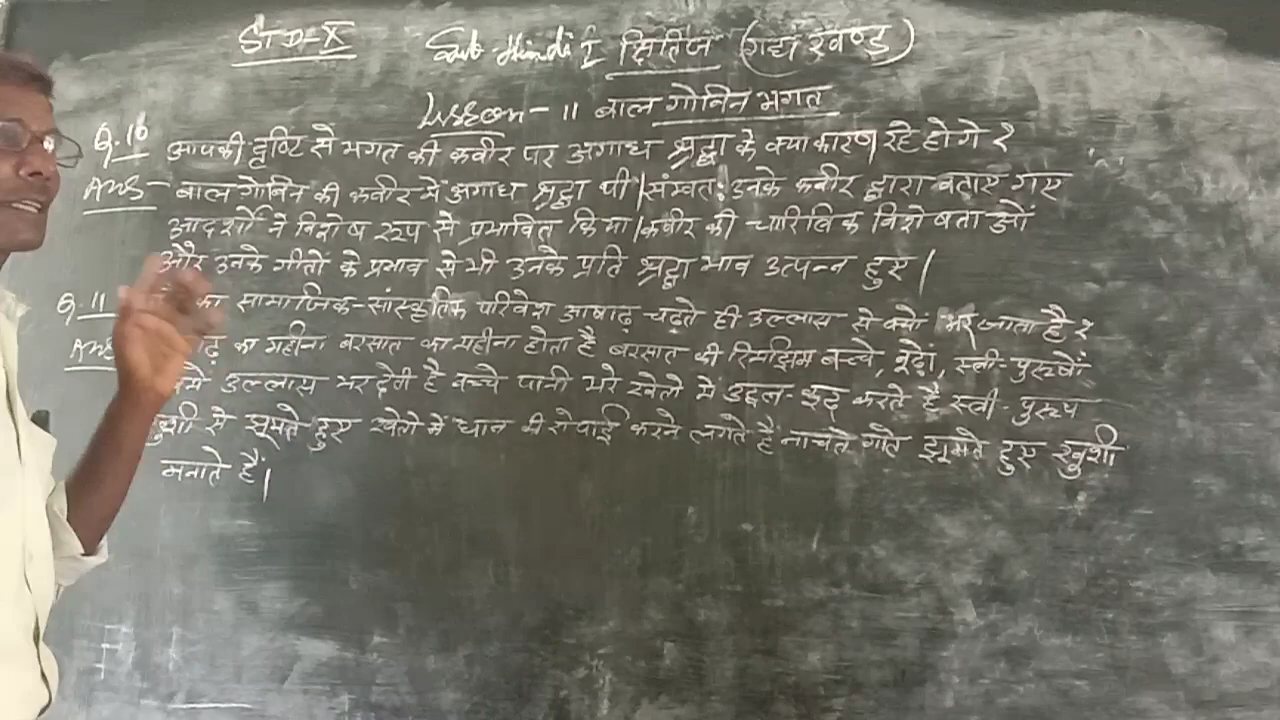 STD-X Sub-Hindi I क्षितिज (गद्य खण्ड)
Lesson - 11 बाल गोबिन भगत
Q.10 आपकी दृष्टि से भगत की कबीर पर अगाध श्रद्धा के क्या कारण रहे होगे ?
Ans - बाल गोबिन की कबीर में अगाध श्रद्धा थी | संम्वत: उनके कबीर द्वारा बताए गए
आदर्शों ने विशेष रूप से प्रभावित किया | कबीर की चारित्रिक विशेषताओं
और उनके गीतों के प्रभाव से भी उनके प्रति श्रद्धा भाव उत्पन्न हुए |
Q.11 का सामाजिक-सांस्कृतिक परिवेश आषाढ़ चढ़ते ही उल्लास से क्यों भर जाता है ?
Ans का महीना बरसात का महीना होता है बरसात की रिमझिम बच्चे, बूढ़ों, स्त्री-पुरूषों
उल्लास भर देती है बच्चे पानी भरे खेतो में उछल-कूद करते है स्त्री-पुरूष
से झूमते हुए खेतो में धान की रोपाई करने लगते है नाचते गाते झूमते हुए खुशी
मनाते हैं |